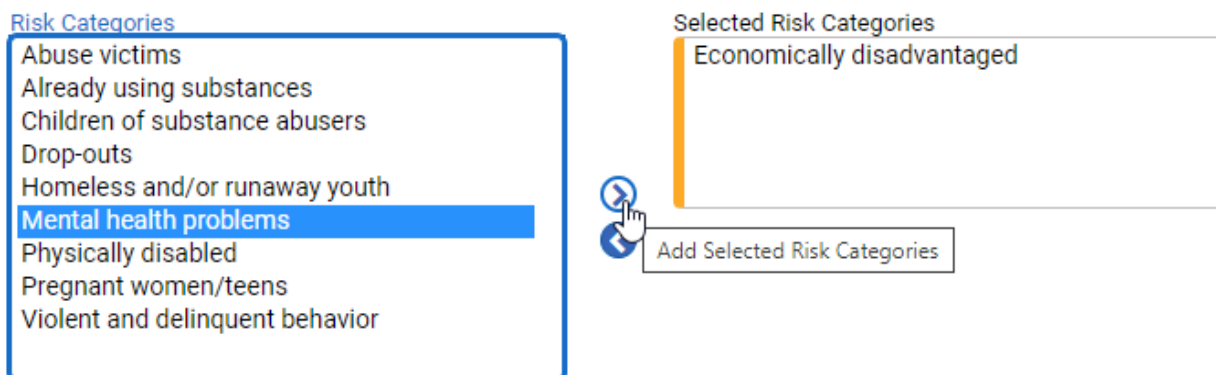 Risk Categories
Abuse victims
Already using substances
Children of substance abusers
Drop-outs
Homeless and/or runaway youth
Mental health problems
Physically disabled
Pregnant women/teens
Violent and delinquent behavior
Selected Risk Categories
Economically disadvantaged
Add Selected Risk Categories